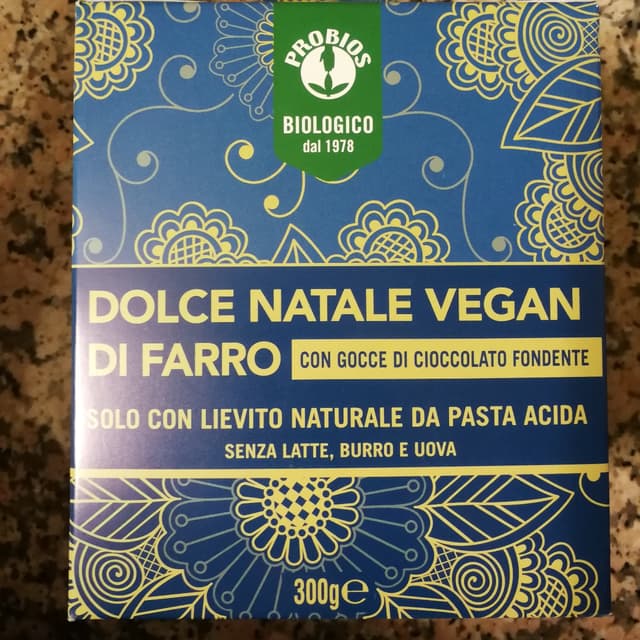 PROBIOS
BIOLOGICO
dal 1978
DOLCE NATALE VEGAN
DI FARRO CON GOCCE DI CIOCCOLATO FONDENTE
SOLO CON LIEVITO NATURALE DA PASTA ACIDA
SENZA LATTE, BURRO E UOVA
300g℮